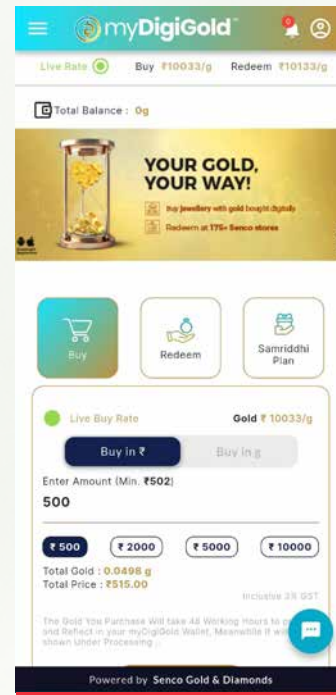 myDigiGold
Live Rate Buy ₹10033/g Redeem ₹10133/g
Total Balance : 0g
YOUR GOLD,
YOUR WAY!
Buy jewellery with gold bought digitally
Redeem at 175+ Senco stores
Buy
Redeem
Samriddhi
Plan
Live Buy Rate Gold ₹ 10033/g
Buy in ₹ Buy in g
Enter Amount (Min. ₹502)
500
₹ 500 ₹ 2000 ₹ 5000 ₹ 10000
Total Gold : 0.0498 g
Total Price : ₹515.00
Inclusive 3% GST
The Gold You Purchase Will take 48 Working Hours to
and Reflect in your myDigiGold Wallet, Meanwhile it
shown Under Processing ..
Powered by Senco Gold & Diamonds